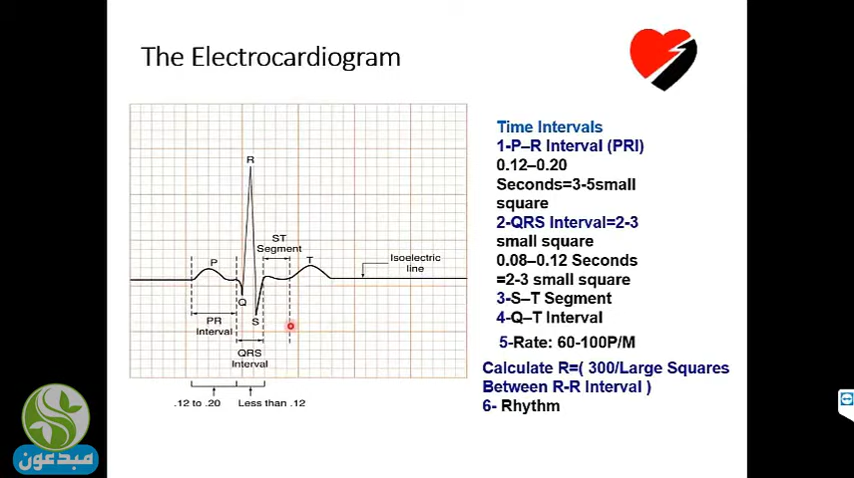 The Electrocardiogram
R
ST
Segment
P
T
Isoelectric
line
Q
S
PR
Interval
QRS
Interval
.12 to .20
Less than .12
Time Intervals
1-P–R Interval (PRI)
0.12–0.20
Seconds=3-5small
square
2-QRS Interval=2-3
small square
0.08–0.12 Seconds
=2-3 small square
3-S–T Segment
4-Q–T Interval
5-Rate: 60-100P/M
Calculate R=( 300/Large Squares
Between R-R Interval )
6- Rhythm
مبدعون